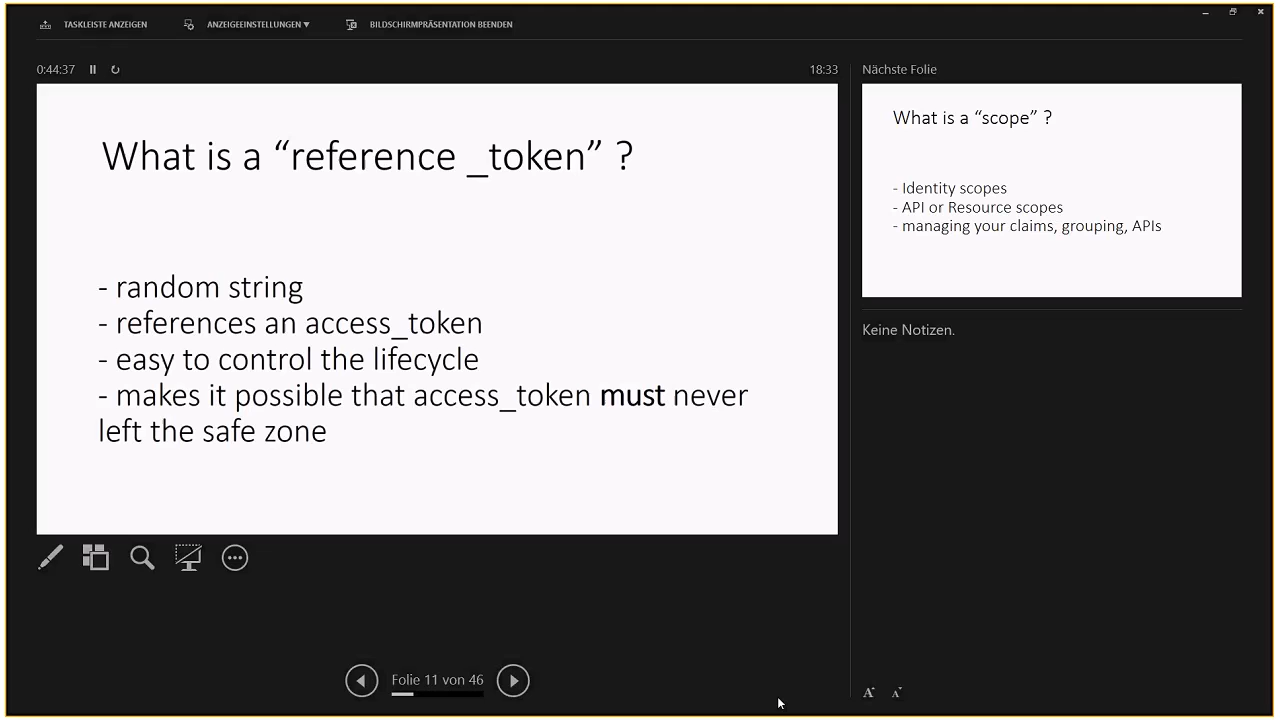 TASKLEISTE ANZEIGEN
ANZEIGEEINSTELLUNGEN
BILDSCHIRMPRÄSENTATION BEENDEN
0:44:37
18:33
What is a “reference _token” ?
- random string
- references an access_token
- easy to control the lifecycle
- makes it possible that access_token must never
left the safe zone
Folie 11 von 46
Nächste Folie
What is a “scope” ?
- Identity scopes
- API or Resource scopes
- managing your claims, grouping, APIs
Keine Notizen.
A A